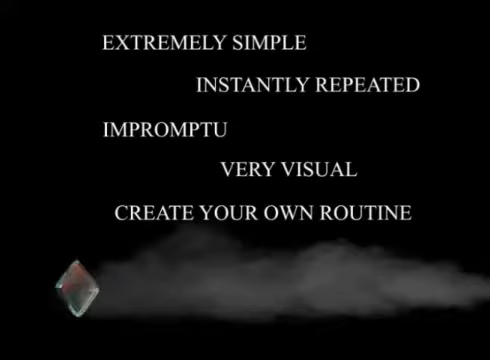 EXTREMELY SIMPLE
INSTANTLY REPEATED
IMPROMPTU
VERY VISUAL
CREATE YOUR OWN ROUTINE